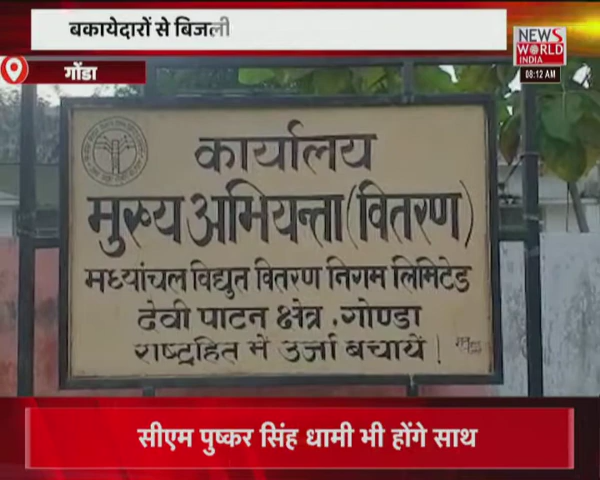 बकायेदारों से बिजली
NEWS
WORLD
INDIA
गोंडा
08:12 AM
कार्यालय
मुख्य अभियन्ता (वितरण)
मध्यांचल विद्युत वितरण निगम लिमिटेड
देवी पाटन क्षेत्र, गोण्डा
राष्ट्रहित में उर्जा बचायें!
सीएम पुष्कर सिंह धामी भी होंगे साथ